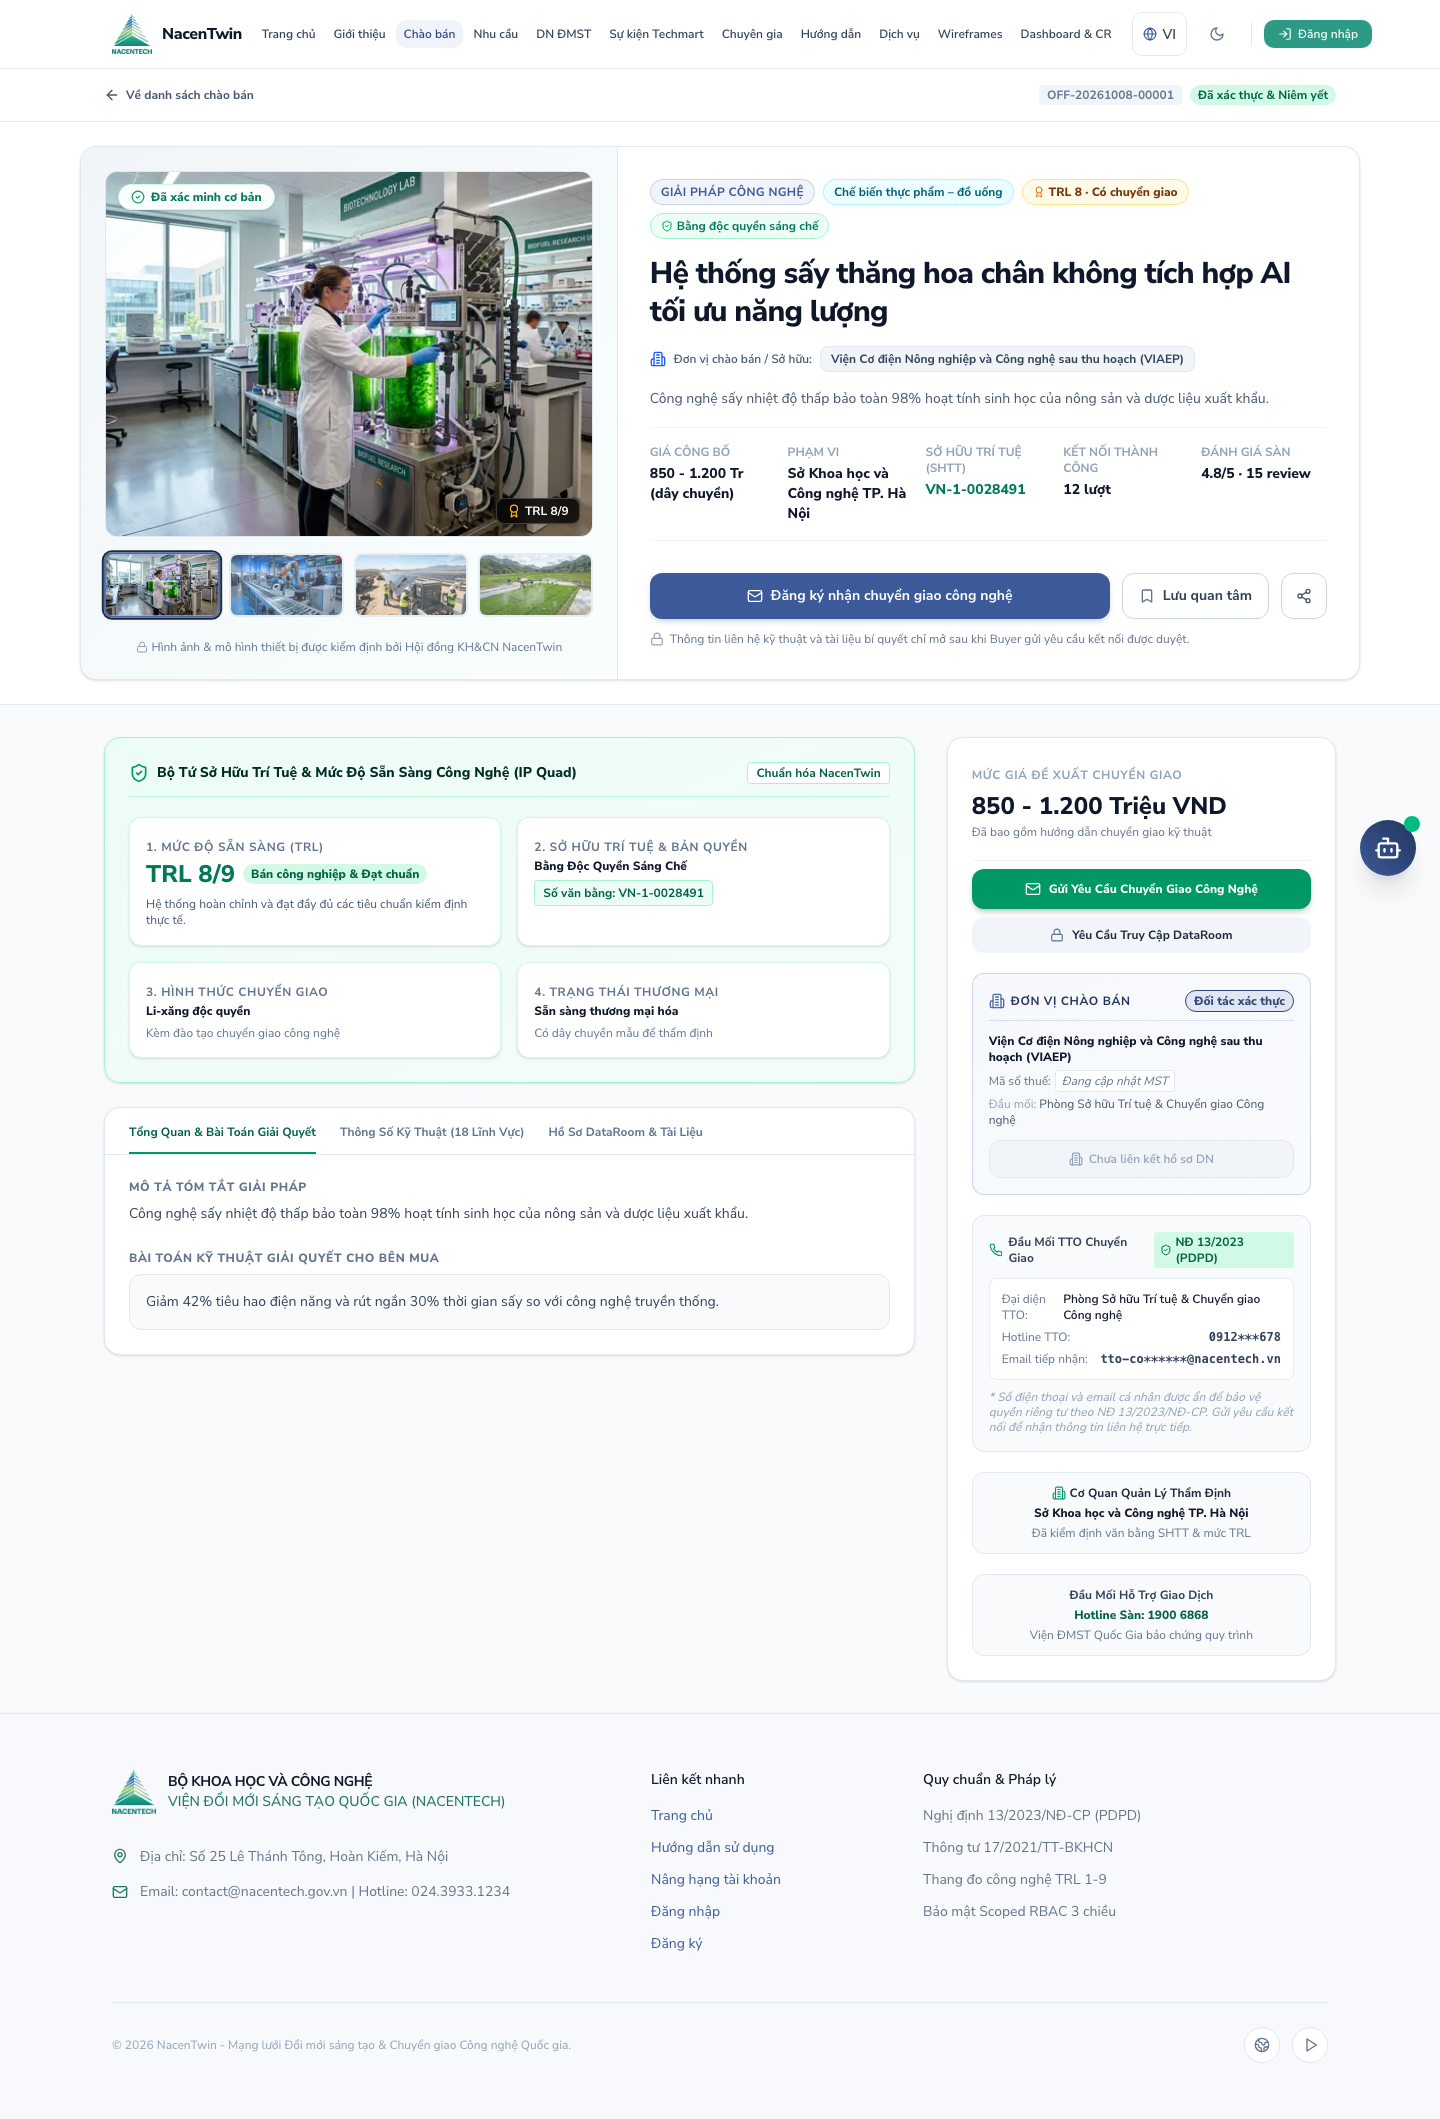 NACENTECH
NacenTwin
Trang chủ
Giới thiệu
Chào bán
Nhu cầu
DN ĐMST
Sự kiện Techmart
Chuyên gia
Hướng dẫn
Dịch vụ
Wireframes
Dashboard & CR
VI
Đăng nhập
Về danh sách chào bán
OFF-20261008-00001
Đã xác thực & Niêm yết
Đã xác minh cơ bản
BIOTECHNOLOGY LAB
BIOFUEL RESEARCH
BIOFUEL RESEARCH
TRL 8/9
Hình ảnh & mô hình thiết bị được kiểm định bởi Hội đồng KH&CN NacenTwin
GIẢI PHÁP CÔNG NGHỆ
Chế biến thực phẩm – đồ uống
TRL 8 · Có chuyển giao
Bằng độc quyền sáng chế
Hệ thống sấy thăng hoa chân không tích hợp AI
tối ưu năng lượng
Đơn vị chào bán / Sở hữu:
Viện Cơ điện Nông nghiệp và Công nghệ sau thu hoạch (VIAEP)
Công nghệ sấy nhiệt độ thấp bảo toàn 98% hoạt tính sinh học của nông sản và dược liệu xuất khẩu.
GIÁ CÔNG BỐ
850 - 1.200 Tr
(dây chuyền)
PHẠM VI
Sở Khoa học và
Công nghệ TP. Hà
Nội
SỞ HỮU TRÍ TUỆ
(SHTT)
VN-1-0028491
KẾT NỐI THÀNH
CÔNG
12 lượt
ĐÁNH GIÁ SÀN
4.8/5 · 15 review
Đăng ký nhận chuyển giao công nghệ
Lưu quan tâm
Thông tin liên hệ kỹ thuật và tài liệu bí quyết chỉ mở sau khi Buyer gửi yêu cầu kết nối được duyệt.
Bộ Tứ Sở Hữu Trí Tuệ & Mức Độ Sẵn Sàng Công Nghệ (IP Quad)
Chuẩn hóa NacenTwin
1. MỨC ĐỘ SẴN SÀNG (TRL)
TRL 8/9
Bán công nghiệp & Đạt chuẩn
Hệ thống hoàn chỉnh và đạt đầy đủ các tiêu chuẩn kiểm định
thực tế.
2. SỞ HỮU TRÍ TUỆ & BẢN QUYỀN
Bằng Độc Quyền Sáng Chế
Số văn bằng: VN-1-0028491
3. HÌNH THỨC CHUYỂN GIAO
Li-xăng độc quyền
Kèm đào tạo chuyển giao công nghệ
4. TRẠNG THÁI THƯƠNG MẠI
Sẵn sàng thương mại hóa
Có dây chuyền mẫu để thẩm định
Tổng Quan & Bài Toán Giải Quyết
Thông Số Kỹ Thuật (18 Lĩnh Vực)
Hồ Sơ DataRoom & Tài Liệu
MÔ TẢ TÓM TẮT GIẢI PHÁP
Công nghệ sấy nhiệt độ thấp bảo toàn 98% hoạt tính sinh học của nông sản và dược liệu xuất khẩu.
BÀI TOÁN KỸ THUẬT GIẢI QUYẾT CHO BÊN MUA
Giảm 42% tiêu hao điện năng và rút ngắn 30% thời gian sấy so với công nghệ truyền thống.
MỨC GIÁ ĐỀ XUẤT CHUYỂN GIAO
850 - 1.200 Triệu VND
Đã bao gồm hướng dẫn chuyển giao kỹ thuật
Gửi Yêu Cầu Chuyển Giao Công Nghệ
Yêu Cầu Truy Cập DataRoom
ĐƠN VỊ CHÀO BÁN
Đối tác xác thực
Viện Cơ điện Nông nghiệp và Công nghệ sau thu
hoạch (VIAEP)
Mã số thuế: Đang cập nhật MST
Đầu mối: Phòng Sở hữu Trí tuệ & Chuyển giao Công
nghệ
Chưa liên kết hồ sơ DN
Đầu Mối TTO Chuyển
Giao
NĐ 13/2023
(PDPD)
Đại diện
TTO:
Phòng Sở hữu Trí tuệ & Chuyển giao
Công nghệ
Hotline TTO:
0912***678
Email tiếp nhận:
tto-co******@nacentech.vn
* Số điện thoại và email cá nhân được ẩn để bảo vệ
quyền riêng tư theo NĐ 13/2023/NĐ-CP. Gửi yêu cầu kết
nối để nhận thông tin liên hệ trực tiếp.
Cơ Quan Quản Lý Thẩm Định
Sở Khoa học và Công nghệ TP. Hà Nội
Đã kiểm định văn bằng SHTT & mức TRL
Đầu Mối Hỗ Trợ Giao Dịch
Hotline Sàn: 1900 6868
Viện ĐMST Quốc Gia bảo chứng quy trình
NACENTECH
BỘ KHOA HỌC VÀ CÔNG NGHỆ
VIỆN ĐỔI MỚI SÁNG TẠO QUỐC GIA (NACENTECH)
Địa chỉ: Số 25 Lê Thánh Tông, Hoàn Kiếm, Hà Nội
Email: contact@nacentech.gov.vn | Hotline: 024.3933.1234
Liên kết nhanh
Trang chủ
Hướng dẫn sử dụng
Nâng hạng tài khoản
Đăng nhập
Đăng ký
Quy chuẩn & Pháp lý
Nghị định 13/2023/NĐ-CP (PDPD)
Thông tư 17/2021/TT-BKHCN
Thang đo công nghệ TRL 1-9
Bảo mật Scoped RBAC 3 chiều
© 2026 NacenTwin - Mạng lưới Đổi mới sáng tạo & Chuyển giao Công nghệ Quốc gia.